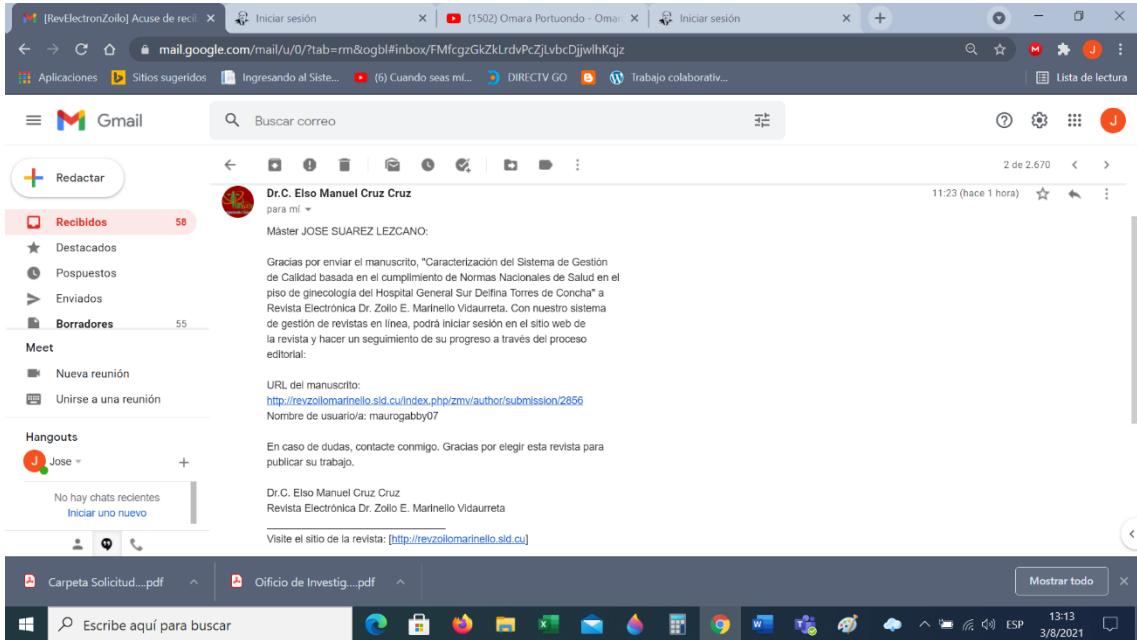 [RevElectronZoilo] Acuse de recib
Iniciar sesión
(1502) Omara Portuondo - Omar
Iniciar sesión
mail.google.com/mail/u/0/?tab=rm&ogbl#inbox/FMfcgzGkZkLrdvPcZjLvbcDjjwlhKqjz
Aplicaciones
Sitios sugeridos
Ingresando al Siste...
(6) Cuando seas mí...
DIRECTV GO
Trabajo colaborativ...
Lista de lectura
Gmail
Buscar correo
J
Redactar
2 de 2.670
Recibidos 58
Destacados
Pospuestos
Enviados
Borradores 55
Meet
Nueva reunión
Unirse a una reunión
Hangouts
J Jose
No hay chats recientes
Iniciar uno nuevo
Dr.C. Elso Manuel Cruz Cruz
11:23 (hace 1 hora)
para mí
Máster JOSE SUAREZ LEZCANO:
Gracias por enviar el manuscrito, "Caracterización del Sistema de Gestión
de Calidad basada en el cumplimiento de Normas Nacionales de Salud en el
piso de ginecología del Hospital General Sur Delfina Torres de Concha" a
Revista Electrónica Dr. Zoilo E. Marinello Vidaurreta. Con nuestro sistema
de gestión de revistas en línea, podrá iniciar sesión en el sitio web de
la revista y hacer un seguimiento de su progreso a través del proceso
editorial:
URL del manuscrito:
http://revzoilomarinello.sld.cu/index.php/zmv/author/submission/2856
Nombre de usuario/a: maurogabby07
En caso de dudas, contacte conmigo. Gracias por elegir esta revista para
publicar su trabajo.
Dr.C. Elso Manuel Cruz Cruz
Revista Electrónica Dr. Zoilo E. Marinello Vidaurreta
Visite el sitio de la revista: [http://revzoilomarinello.sld.cu]
Carpeta Solicitud....pdf
Oificio de Investig....pdf
Mostrar todo
Escribe aquí para buscar
ESP
13:13
3/8/2021